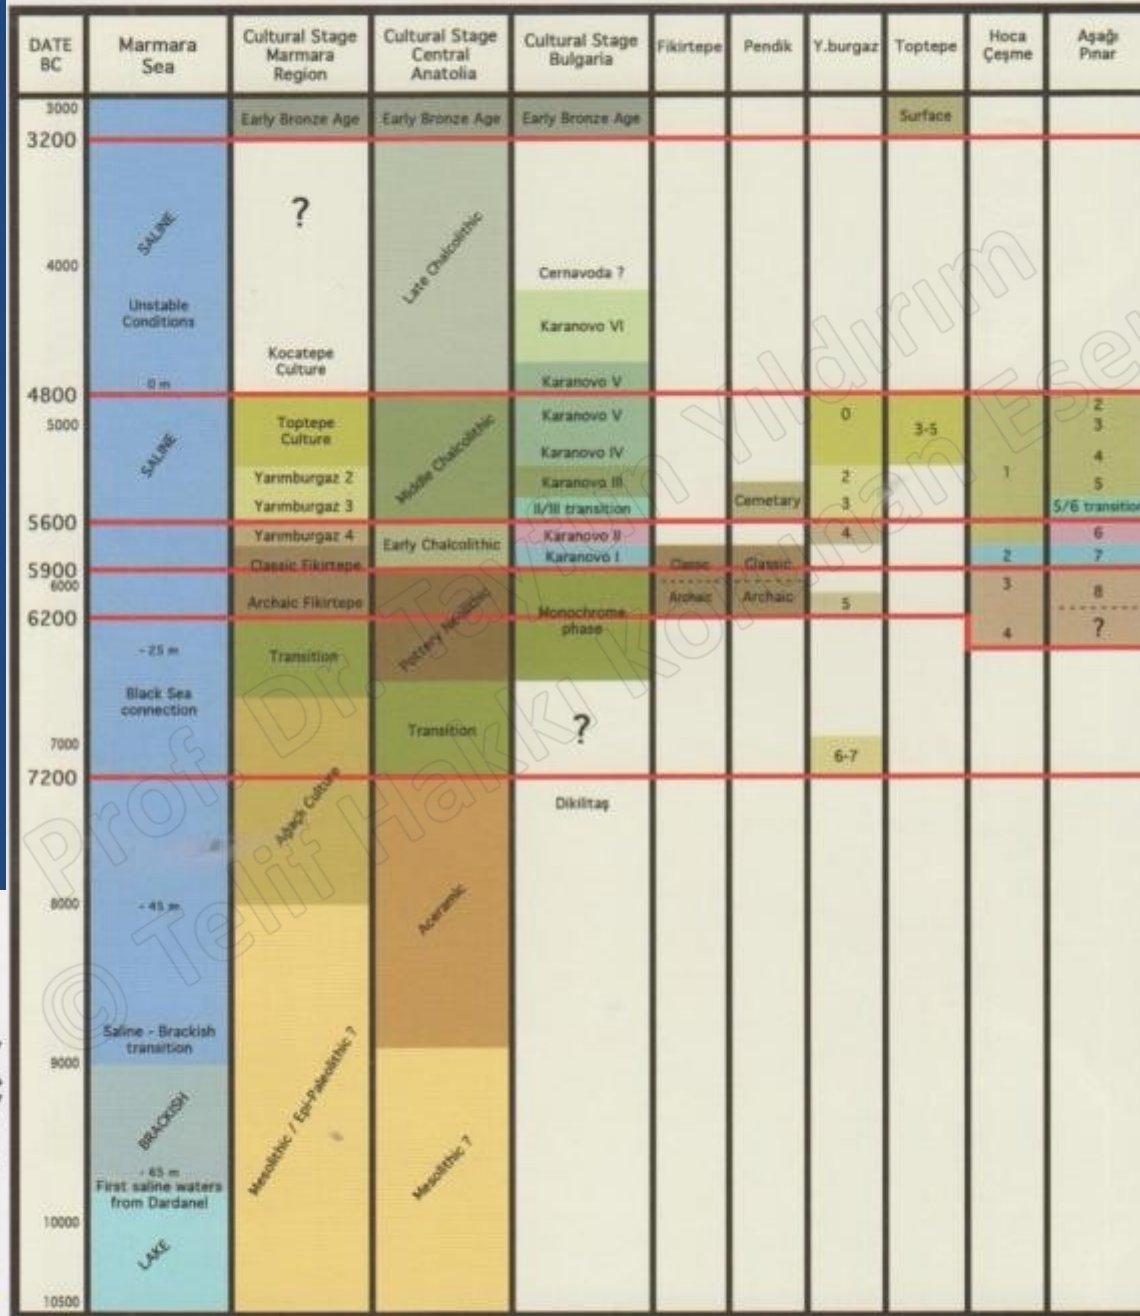 DATE
BC
Marmara
Sea
Cultural Stage
Marmara
Region
Cultural Stage
Central
Anatolia
Cultural Stage
Bulgaria
Fikirtepe
Pendik
Y.burgaz
Toptepe
Hoca
Çeşme
Aşağı
Pınar
3000
3200
4000
4800
5000
5600
5900
6000
6200
7000
7200
8000
9000
10000
10500
SALINE
Unstable
Conditions
0 m
SALINE
- 25 m
Black Sea
connection
- 45 m
Saline - Brackish
transition
BRACKISH
- 65 m
First saline waters
from Dardanel
LAKE
Early Bronze Age
?
Kocatepe
Culture
Toptepe
Culture
Yarımburgaz 2
Yarımburgaz 3
Yarımburgaz 4
Classic Fikirtepe
Archaic Fikirtepe
Transition
Ağaçlı Culture
Mesolithic / Epi-Paleolithic ?
Early Bronze Age
Late Chalcolithic
Middle Chalcolithic
Early Chalcolithic
Pottery Neolithic
Transition
Aceramic
Mesolithic ?
Early Bronze Age
Cernavoda ?
Karanovo VI
Karanovo V
Karanovo V
Karanovo IV
Karanovo III
II/III transition
Karanovo II
Karanovo I
Monochrome
phase
?
Dikilitaş
Classic
Archaic
Cemetary
Classic
Archaic
0
2
3
4
5
6-7
Surface
3-5
1
2
3
4
2
3
4
5
5/6 transition
6
7
8
?
Prof. Dr. Tayfun Yıldırım
© Telif Hakkı Korunan Eser